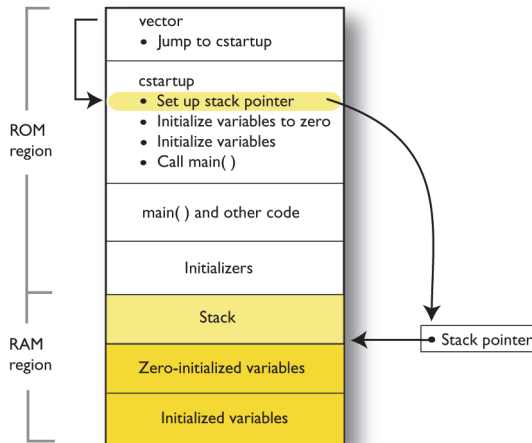 vector
• Jump to cstartup
cstartup
• Set up stack pointer
• Initialize variables to zero
• Initialize variables
• Call main( )
ROM
region
main( ) and other code
Initializers
Stack
RAM
region
Stack pointer
Zero-initialized variables
Initialized variables